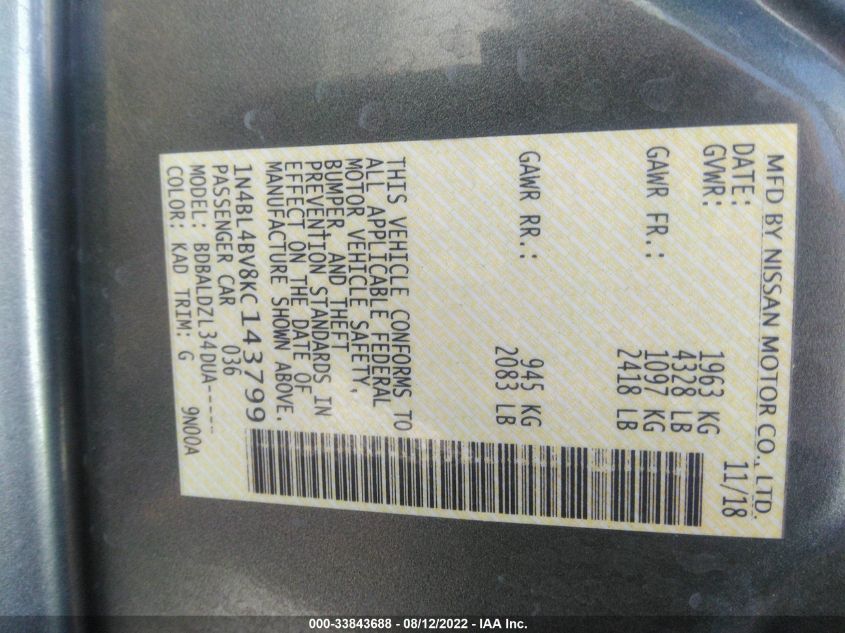 MFD BY NISSAN MOTOR CO., LTD.
DATE: 11/18
GVWR: 1963 KG
4328 LB
GAWR FR.: 1097 KG
2418 LB
GAWR RR.: 945 KG
2083 LB
THIS VEHICLE CONFORMS TO
ALL APPLICABLE FEDERAL
MOTOR VEHICLE SAFETY,
BUMPER, AND THEFT
PREVENTION STANDARDS IN
EFFECT ON THE DATE OF
MANUFACTURE SHOWN ABOVE.
1N4BL4BV8KC143799
PASSENGER CAR 036
MODEL: BDBALDZL34DUA-----
COLOR: KAD TRIM: G 9N00A
000-33843688 - 08/12/2022 - IAA Inc.